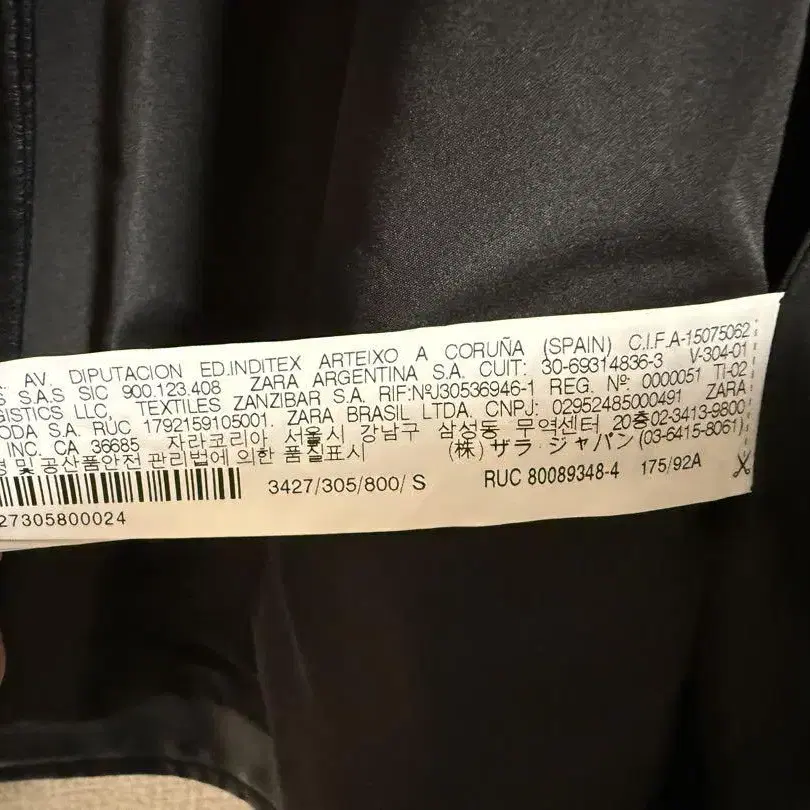 AV. DIPUTACION ED.INDITEX ARTEIXO A CORUÑA (SPAIN) C.I.F.A-15075062
S.A.S SIC 900.123.408 ZARA ARGENTINA S.A. CUIT: 30-69314836-3 V-304-01
LLC, TEXTILES ZANZIBAR S.A. RIF:NºJ30536946-1 REG. Nº: 0000051 TI-02
RUC 1792159105001. ZARA BRASIL LTDA. CNPJ: 02952485000491 ZARA
INC. CA 36685 자라코리아 서울시 강남구 삼성동 무역센터 20층02-3413-9800
및 공산품안전 관리법에 의한 품질표시 (株) ザラ・ジャパン (03-6415-8061)
3427/305/800/ S RUC 80089348-4 175/92A
27305800024